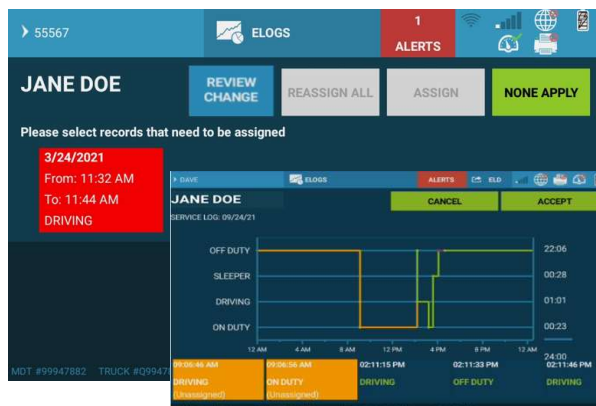 55567
ELOGS
1
ALERTS
JANE DOE
REVIEW
CHANGE
REASSIGN ALL
ASSIGN
NONE APPLY
Please select records that need to be assigned
3/24/2021
From: 11:32 AM
To: 11:44 AM
DRIVING
MDT #99947882 TRUCK #Q9947
DAVE
ELOGS
ALERTS
ELD
JANE DOE
CANCEL
ACCEPT
SERVICE LOG: 09/24/21
OFF DUTY 22:06
SLEEPER 00:28
DRIVING 01:01
ON DUTY 00:23
12 AM 4 AM 8 AM 12 PM 4 PM 8 PM 12 AM
24:00
09:06:46 AM 09:06:56 AM 02:11:15 PM 02:11:33 PM 02:11:46 PM
DRIVING ON DUTY DRIVING OFF DUTY DRIVING
(Unassigned) (Unassigned)